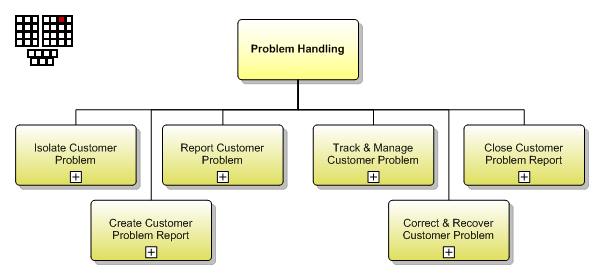 Problem Handling
Isolate Customer
Problem
Report Customer
Problem
Track & Manage
Customer Problem
Close Customer
Problem Report
Create Customer
Problem Report
Correct & Recover
Customer Problem